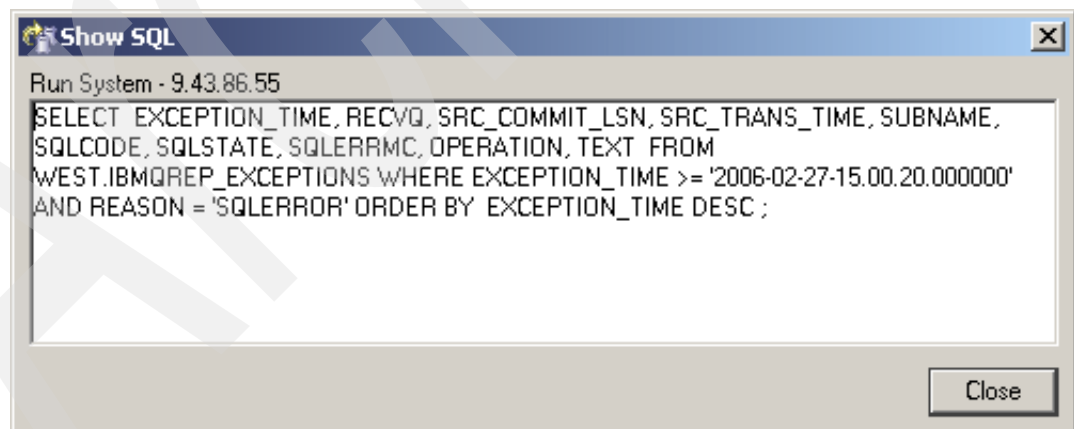 Show SQL
Run System - 9.43.86.55
SELECT EXCEPTION_TIME, RECVQ, SRC_COMMIT_LSN, SRC_TRANS_TIME, SUBNAME,
SQLCODE, SQLSTATE, SQLERRMC, OPERATION, TEXT FROM
WEST.IBMQREP_EXCEPTIONS WHERE EXCEPTION_TIME >= '2006-02-27-15.00.20.000000'
AND REASON = 'SQLERROR' ORDER BY EXCEPTION_TIME DESC ;
Close